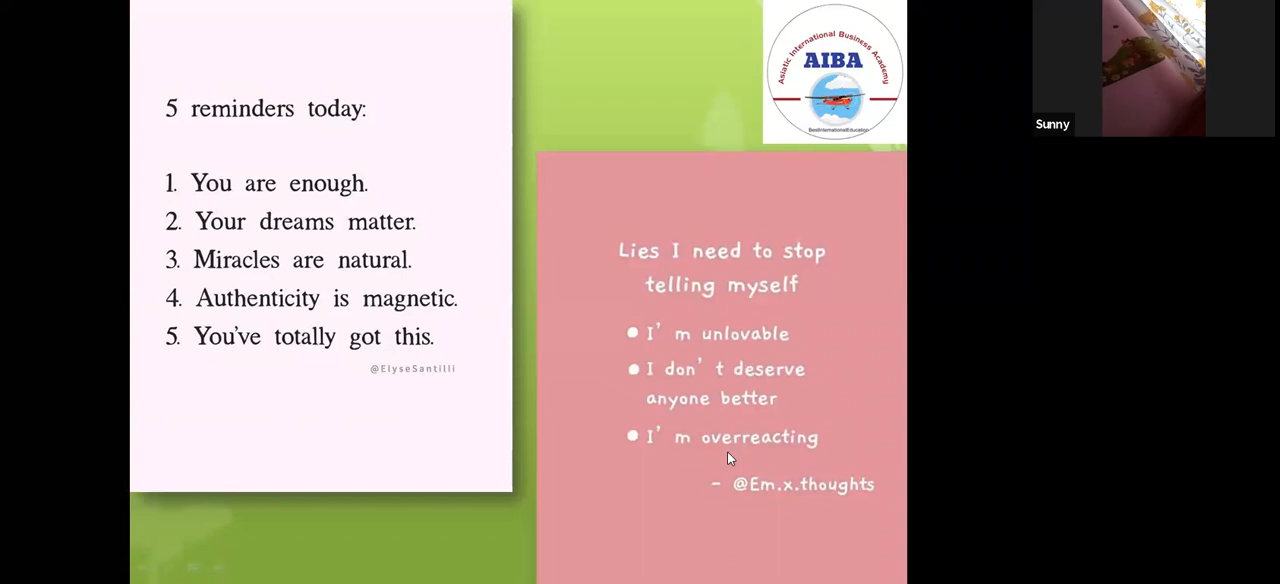 5 reminders today:
1. You are enough.
2. Your dreams matter.
3. Miracles are natural.
4. Authenticity is magnetic.
5. You've totally got this.
@ElyseSantilli
Asiatic International Business Academy
AIBA
BestInternationalEducation
Lies I need to stop
telling myself
● I' m unlovable
● I don' t deserve
anyone better
● I' m overreacting
- @Em.x.thoughts
Sunny